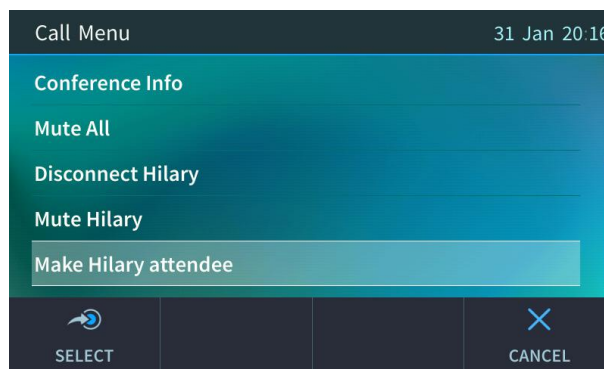 Call Menu
31 Jan 20:16
Conference Info
Mute All
Disconnect Hilary
Mute Hilary
Make Hilary attendee
SELECT
CANCEL